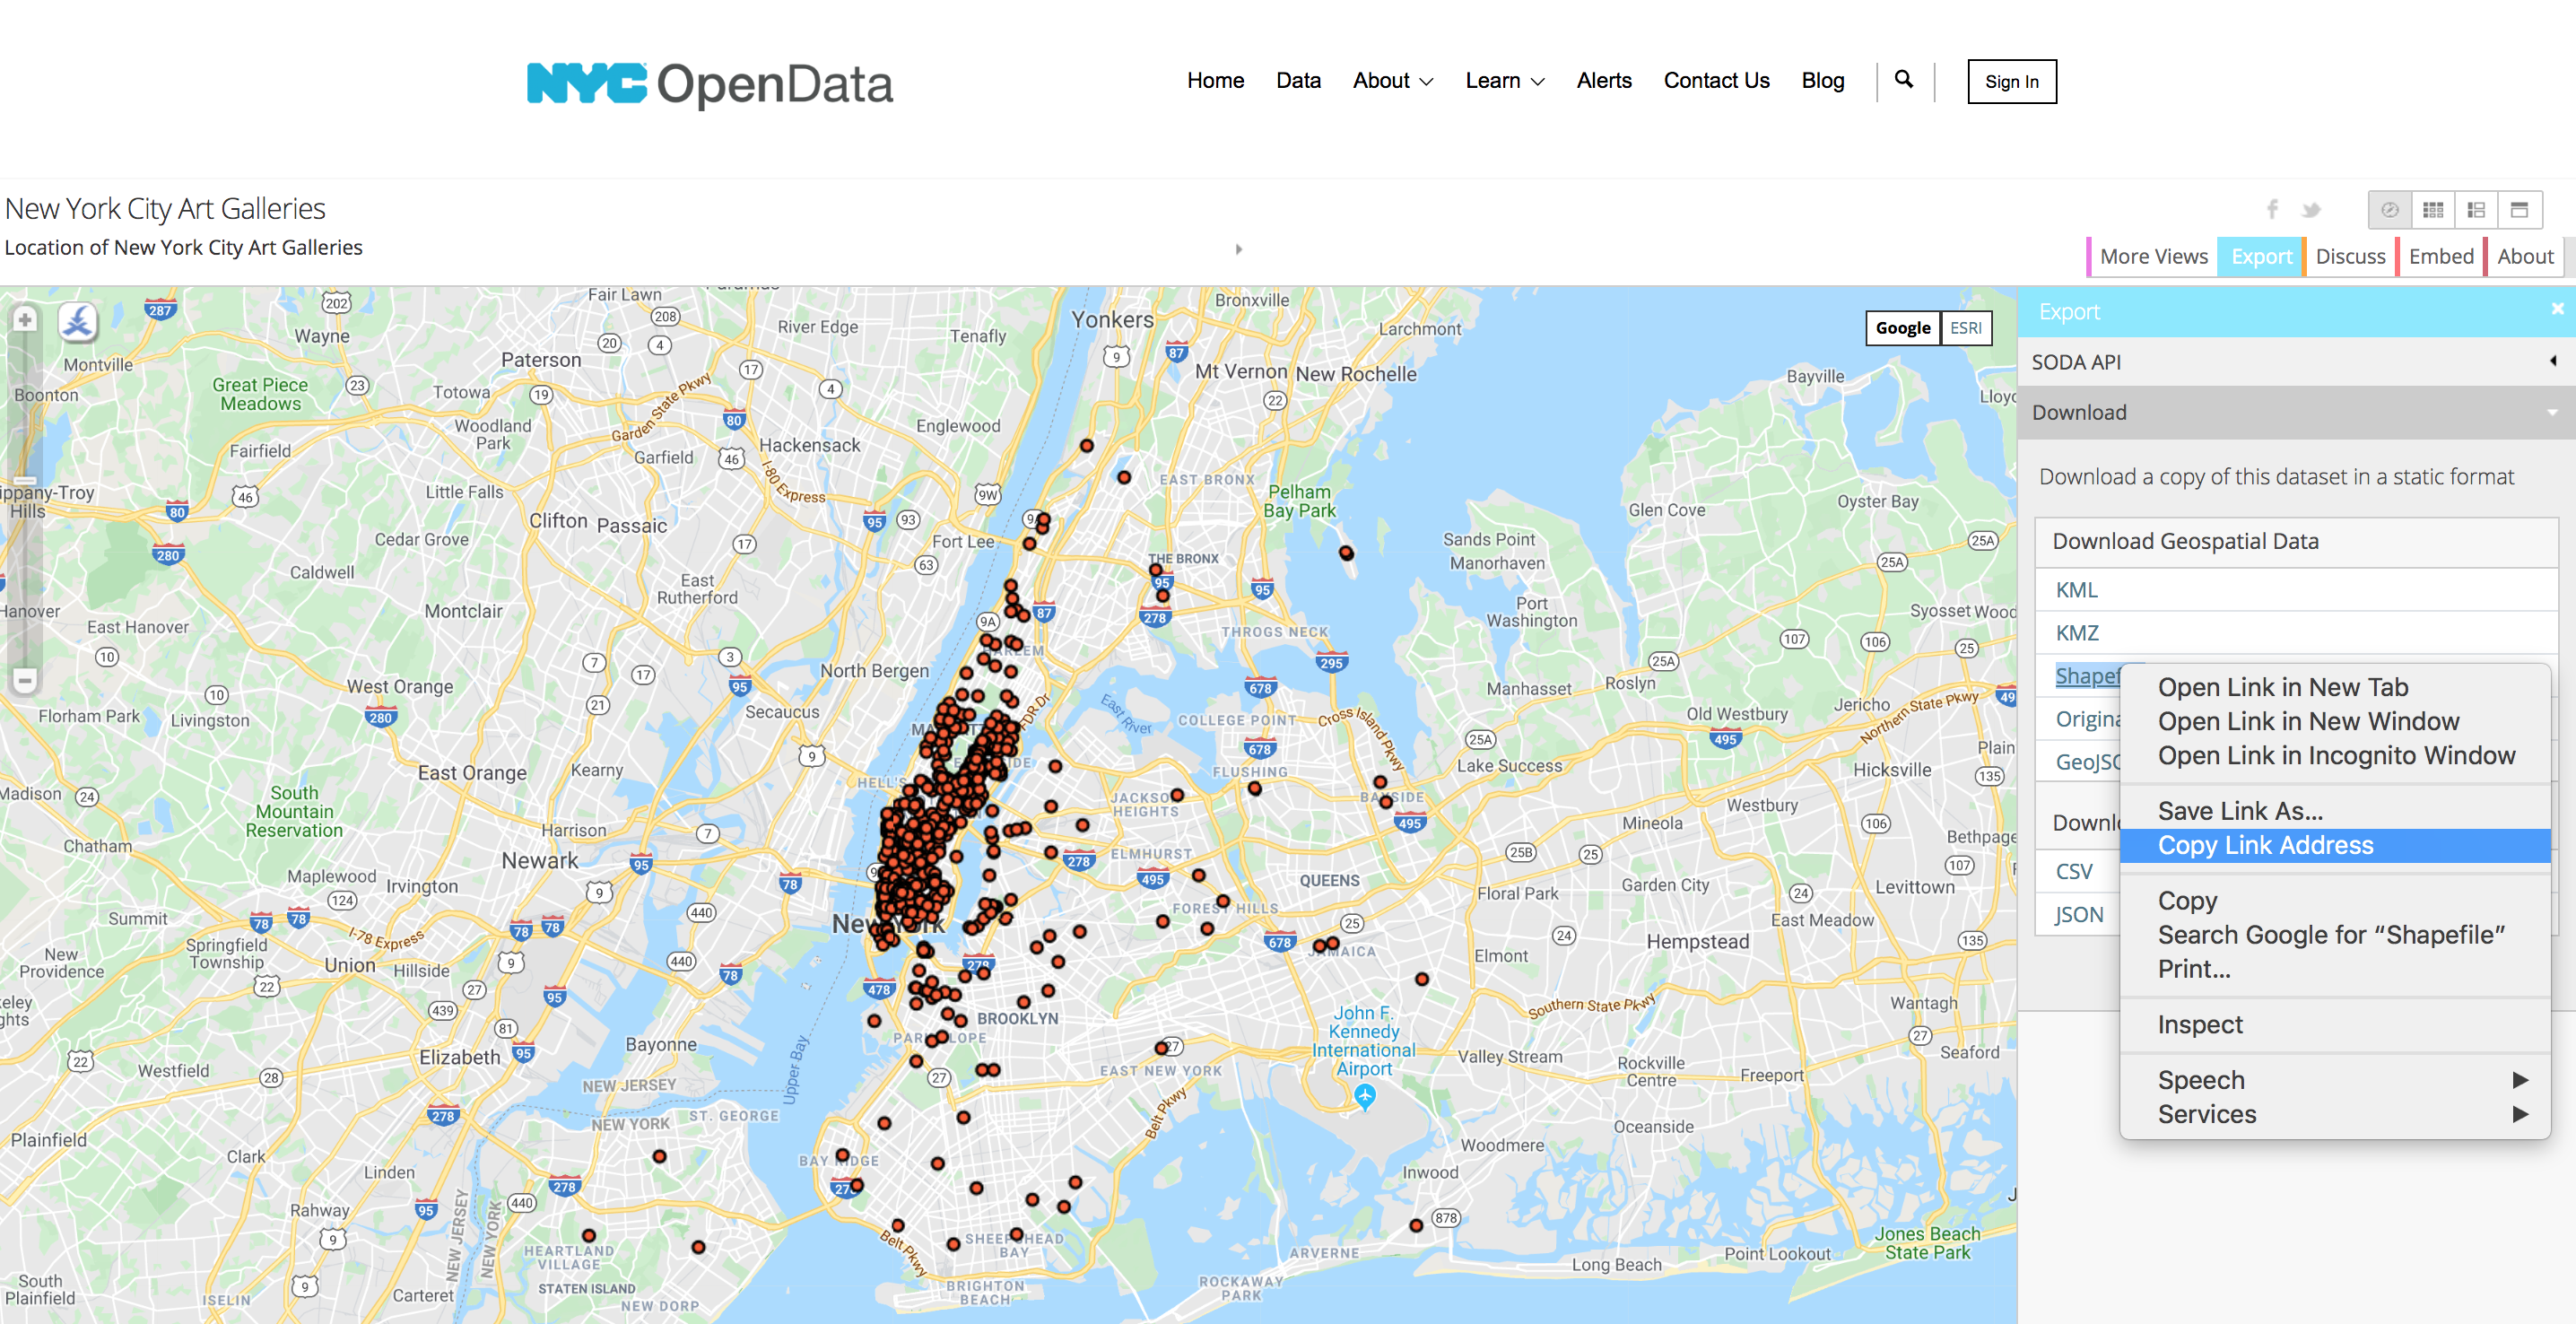 NYC OpenData
Home Data About Learn Alerts Contact Us Blog Sign In
New York City Art Galleries
Location of New York City Art Galleries
More Views Export Discuss Embed About
Export
SODA API
Download
Download a copy of this dataset in a static format
Download Geospatial Data
KML
KMZ
Shapef
Origina
GeoJSO
Downlo
CSV
JSON
Open Link in New Tab
Open Link in New Window
Open Link in Incognito Window
Save Link As...
Copy Link Address
Copy
Search Google for “Shapefile”
Print...
Inspect
Speech
Services
Google ESRI
Fair Lawn
Bronxville
River Edge
Yonkers
Larchmont
Wayne
Tenafly
Paterson
Montville
Mt Vernon
New Rochelle
Bayville
Great Piece
Meadows
Boonton
Totowa
Garden State Pkwy
Woodland
Park
Englewood
Hackensack
Fairfield
Garfield
I-80 Express
EAST BRONX
Little Falls
Pelham
Bay Park
Glen Cove
Oyster Bay
ippany-Troy
Hills
Clifton
Passaic
Cedar Grove
Fort Lee
Sands Point
Manorhaven
THE BRONX
Caldwell
East
Rutherford
Hanover
Montclair
East Hanover
Port
Washington
Syosset
Wood
THROGS NECK
North Bergen
West Orange
Manhasset
Roslyn
Florham Park
Livingston
Secaucus
East River
FDR Dr
COLLEGE POINT
Cross Island Pkwy
Old Westbury
Jericho
Northern State Pkwy
East Orange
Kearny
FLUSHING
Lake Success
Hicksville
Plain
Madison
South
Mountain
Reservation
HELL'S
JACKSON
HEIGHTS
BAYSIDE
Westbury
Harrison
Mineola
Bethpage
Chatham
Newark
ELMHURST
Maplewood
Irvington
QUEENS
Floral Park
Garden City
Levittown
Summit
FOREST HILLS
East Meadow
New York
I-78 Express
Springfield
Township
New
Providence
Union
Hillside
JAMAICA
Elmont
Hempstead
Southern State Pkwy
Wantagh
BROOKLYN
John F.
Kennedy
International
Airport
Bayonne
Elizabeth
Upper Bay
Valley Stream
Rockville
Centre
Freeport
Seaford
Westfield
EAST NEW YORK
NEW JERSEY
NEW YORK
ST. GEORGE
Belt Pkwy
Oceanside
Plainfield
Woodmere
Clark
Linden
BAY RIDGE
Inwood
Rahway
NEW JERSEY
NEW YORK
HEARTLAND
VILLAGE
STATEN ISLAND
NEW DORP
Belt Pkwy
SHEEPSHEAD
BAY
BRIGHTON
BEACH
ARVERNE
ROCKAWAY
PARK
Long Beach
Point Lookout
Jones Beach
State Park
South
Plainfield
ISELIN
Carteret